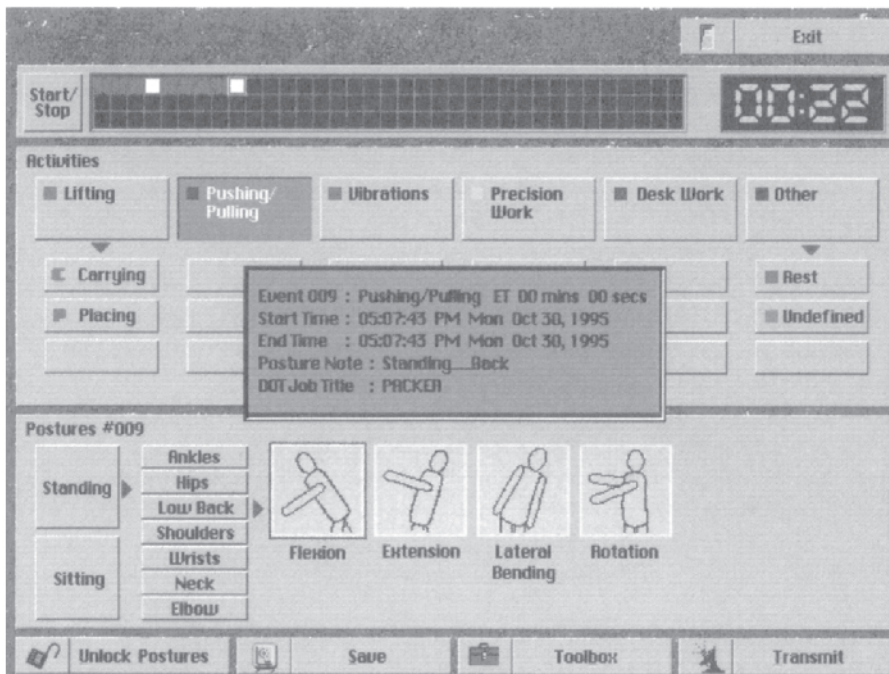 Exit
Start/
Stop
00:22
Activities
Lifting
Pushing/
Pulling
Vibrations
Precision
Work
Desk Work
Other
Carrying
Placing
Rest
Undefined
Event 009 : Pushing/Pulling ET 00 mins 00 secs
Start Time : 05:07:43 PM Mon Oct 30, 1995
End Time : 05:07:43 PM Mon Oct 30, 1995
Posture Note : Standing__Back
DOT Job Title : PACKER
Postures #009
Standing
Sitting
Ankles
Hips
Low Back
Shoulders
Wrists
Neck
Elbow
Flexion
Extension
Lateral
Bending
Rotation
Unlock Postures
Save
Toolbox
Transmit